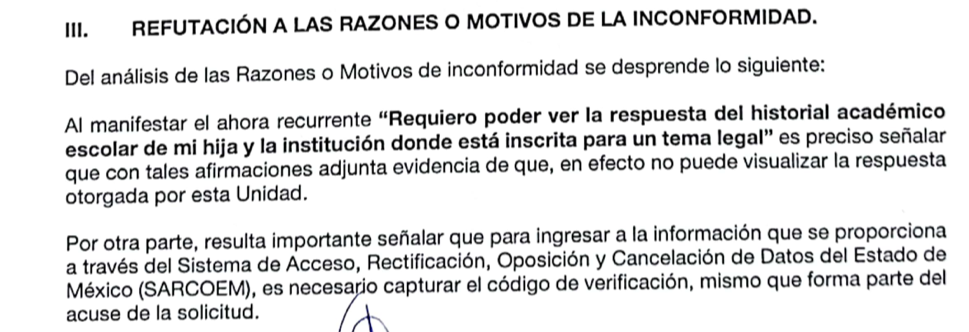 III. REFUTACIÓN A LAS RAZONES O MOTIVOS DE LA INCONFORMIDAD.
Del análisis de las Razones o Motivos de inconformidad se desprende lo siguiente:
Al manifestar el ahora recurrente “Requiero poder ver la respuesta del historial académico
escolar de mi hija y la institución donde está inscrita para un tema legal” es preciso señalar
que con tales afirmaciones adjunta evidencia de que, en efecto no puede visualizar la respuesta
otorgada por esta Unidad.
Por otra parte, resulta importante señalar que para ingresar a la información que se proporciona
a través del Sistema de Acceso, Rectificación, Oposición y Cancelación de Datos del Estado de
México (SARCOEM), es necesario capturar el código de verificación, mismo que forma parte del
acuse de la solicitud.